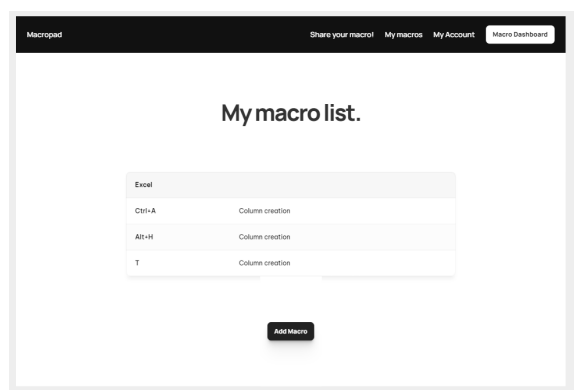 Macropad Share your macro! My macros My Account Macro Dashboard
My macro list.
Excel
Ctrl+A Column creation
Alt+H Column creation
T Column creation
Add Macro